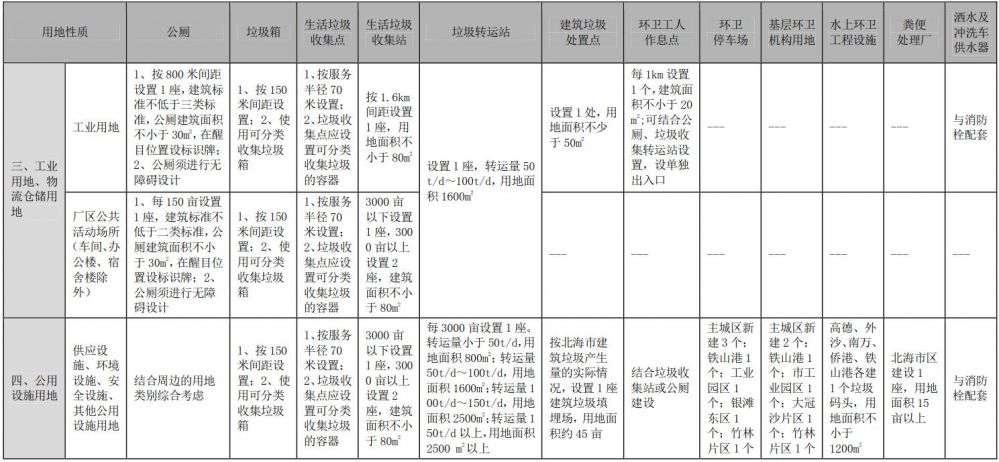 用地性质
公厕
垃圾箱
生活垃圾
收集点
生活垃圾
收集站
垃圾转运站
建筑垃圾
处置点
环卫工人
作息点
环卫
停车场
基层环卫
机构用地
水上环卫
工程设施
粪便
处理厂
洒水及
冲洗车
供水器
三、工业
用地、物
流仓储用
地
工业用地
1、按 800 米间距
设置 1 座，建筑标
准不低于三类标
准，公厕建筑面积
不小于 30㎡，在醒
目位置设标识牌；
2、公厕须进行无
障碍设计
1、按 150
米间距设
置；2、使
用可分类
收集垃圾
箱
1、按服务
半径 70
米设置；
2、垃圾收
集点应设
置可分类
收集垃圾
的容器
按 1.6km
间距设置
1 座，用
地面积不
小于 80㎡
设置 1 座，转运量 50
t/d~100t/d，用地面
积 1600㎡
设置 1 处，用
地面积不少
于 50㎡
每 1km 设置
1 个，建筑面
积不小于 20
㎡;可结合公
厕、垃圾收
集转运站设
置，设单独
出入口
---
---
---
---
与消防
栓配套
厂区公共
活动场所
（车间、办
公楼、宿
舍楼除
外）
1、每 150 亩设置
1 座，建筑标准不
低于二类标准，公
厕建筑面积不小
于 30㎡，在醒目位
置设标识牌；2、
公厕须进行无障
碍设计
1、按 150
米间距设
置；2、使
用可分类
收集垃圾
箱
1、按服务
半径 70
米设置；
2、垃圾收
集点应设
置可分类
收集垃圾
的容器
3000 亩
以下设置
1 座，300
0 亩以上
设置 2
座，建筑
面积不小
于 80㎡
---
---
---
---
---
---
---
四、公用
设施用地
供应设
施、环境
设施、安
全设施、
其他公用
设施用地
结合周边的用地
类别综合考虑
1、按 150
米间距设
置；2、使
用可分类
收集垃圾
箱
1、按服务
半径 70
米设置；
2、垃圾收
集点应设
置可分类
收集垃圾
的容器
3000 亩
以下设置
1 座，300
0 亩以上
设置 2
座，建筑
面积不小
于 80㎡
每 3000 亩设置 1 座。
转运量小于 50t/d，用
地面积 800㎡；转运量
50t/d~100t/d，用地
面积 1600㎡；转运量 1
00t/d~150t/d，用地
面积 2500㎡；转运量 1
50t/d 以上，用地面积
2500 ㎡以上
按北海市建
筑垃圾产生
量的实际情
况，设置 1 座
建筑垃圾填
埋场，用地面
积约 45 亩
结合垃圾收
集站或公厕
建设
主城区新
建 3 个；
铁山港 1
个；工业
园区 1
个；银滩
东区 1
个；竹林
片区 1 个
主城区新
建 2 个；
铁山港 1
个；市工
业园区 1
个；大冠
沙片区 1
个；竹林
片区 1 个
高德、外
沙、南万、
侨港、铁
山港各建
1 个垃圾
码头，用
地面积不
小于
1200㎡
北海市区
建设 1
座，用地
面积 15
亩以上
与消防
栓配套